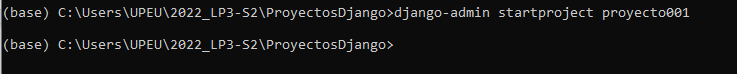 (base) C:\Users\UPEU\2022_LP3-S2\ProyectosDjango>django-admin startproject proyecto001
(base) C:\Users\UPEU\2022_LP3-S2\ProyectosDjango>